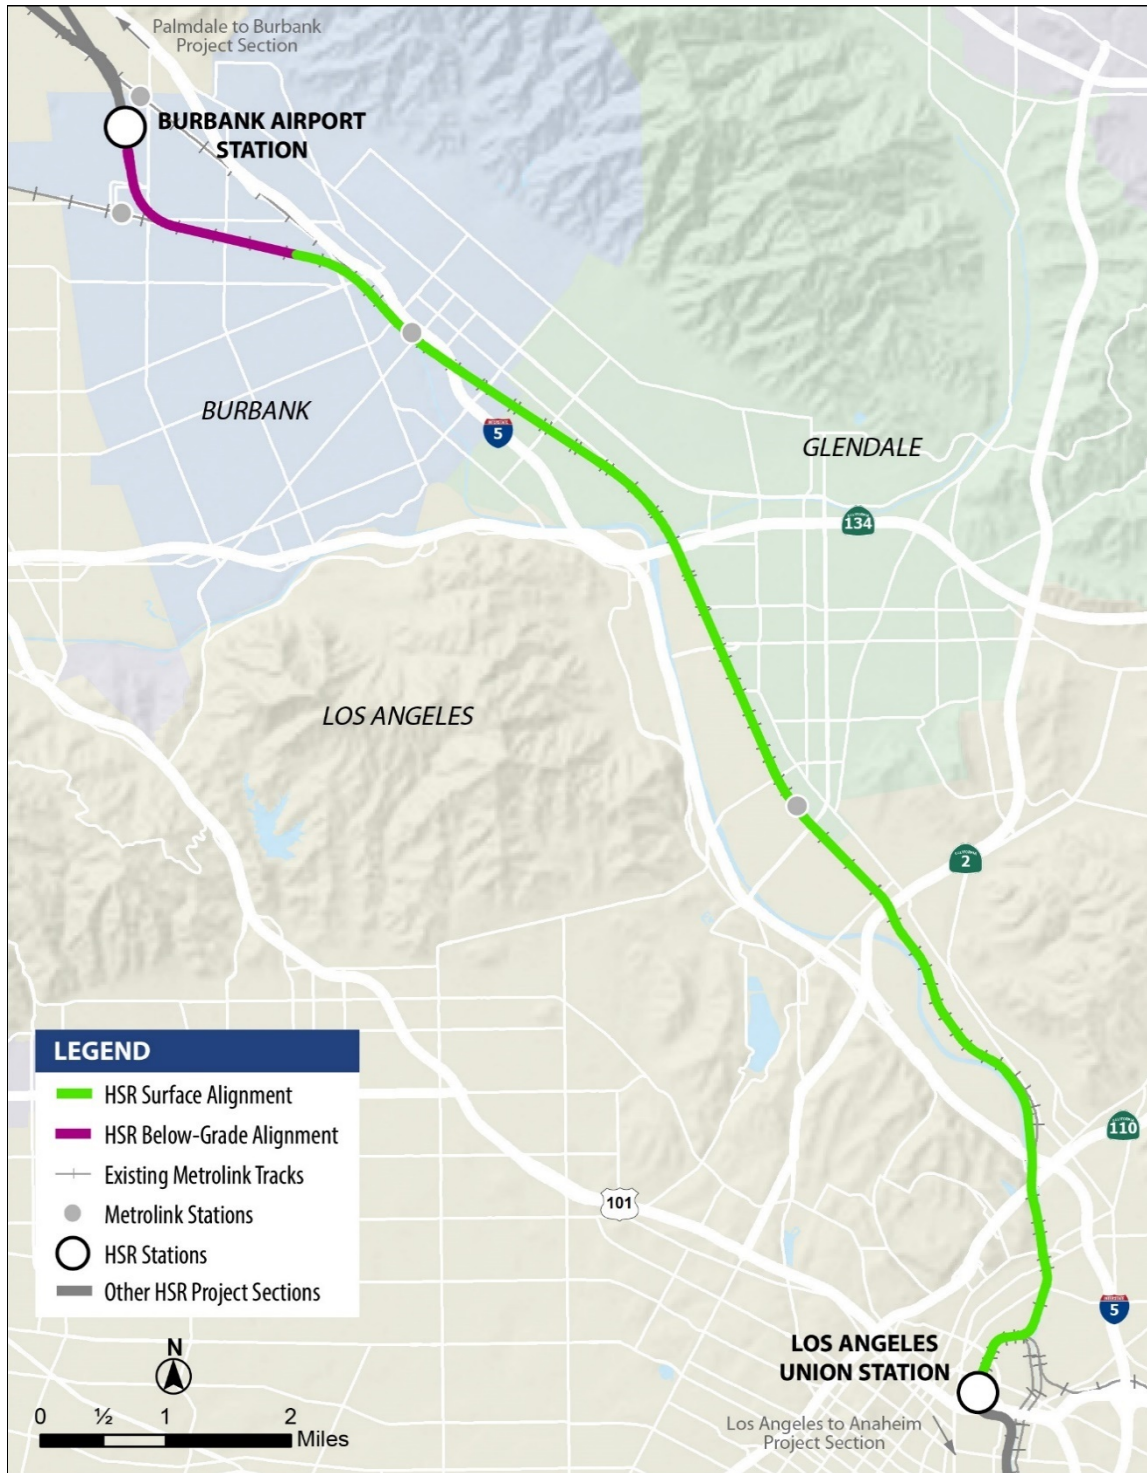 Palmdale to Burbank
Project Section
BURBANK AIRPORT
STATION
BURBANK
5
GLENDALE
134
LOS ANGELES
2
LEGEND
HSR Surface Alignment
HSR Below-Grade Alignment
Existing Metrolink Tracks
Metrolink Stations
HSR Stations
Other HSR Project Sections
110
101
5
N
LOS ANGELES
UNION STATION
0 ½ 1 2
Miles
Los Angeles to Anaheim
Project Section